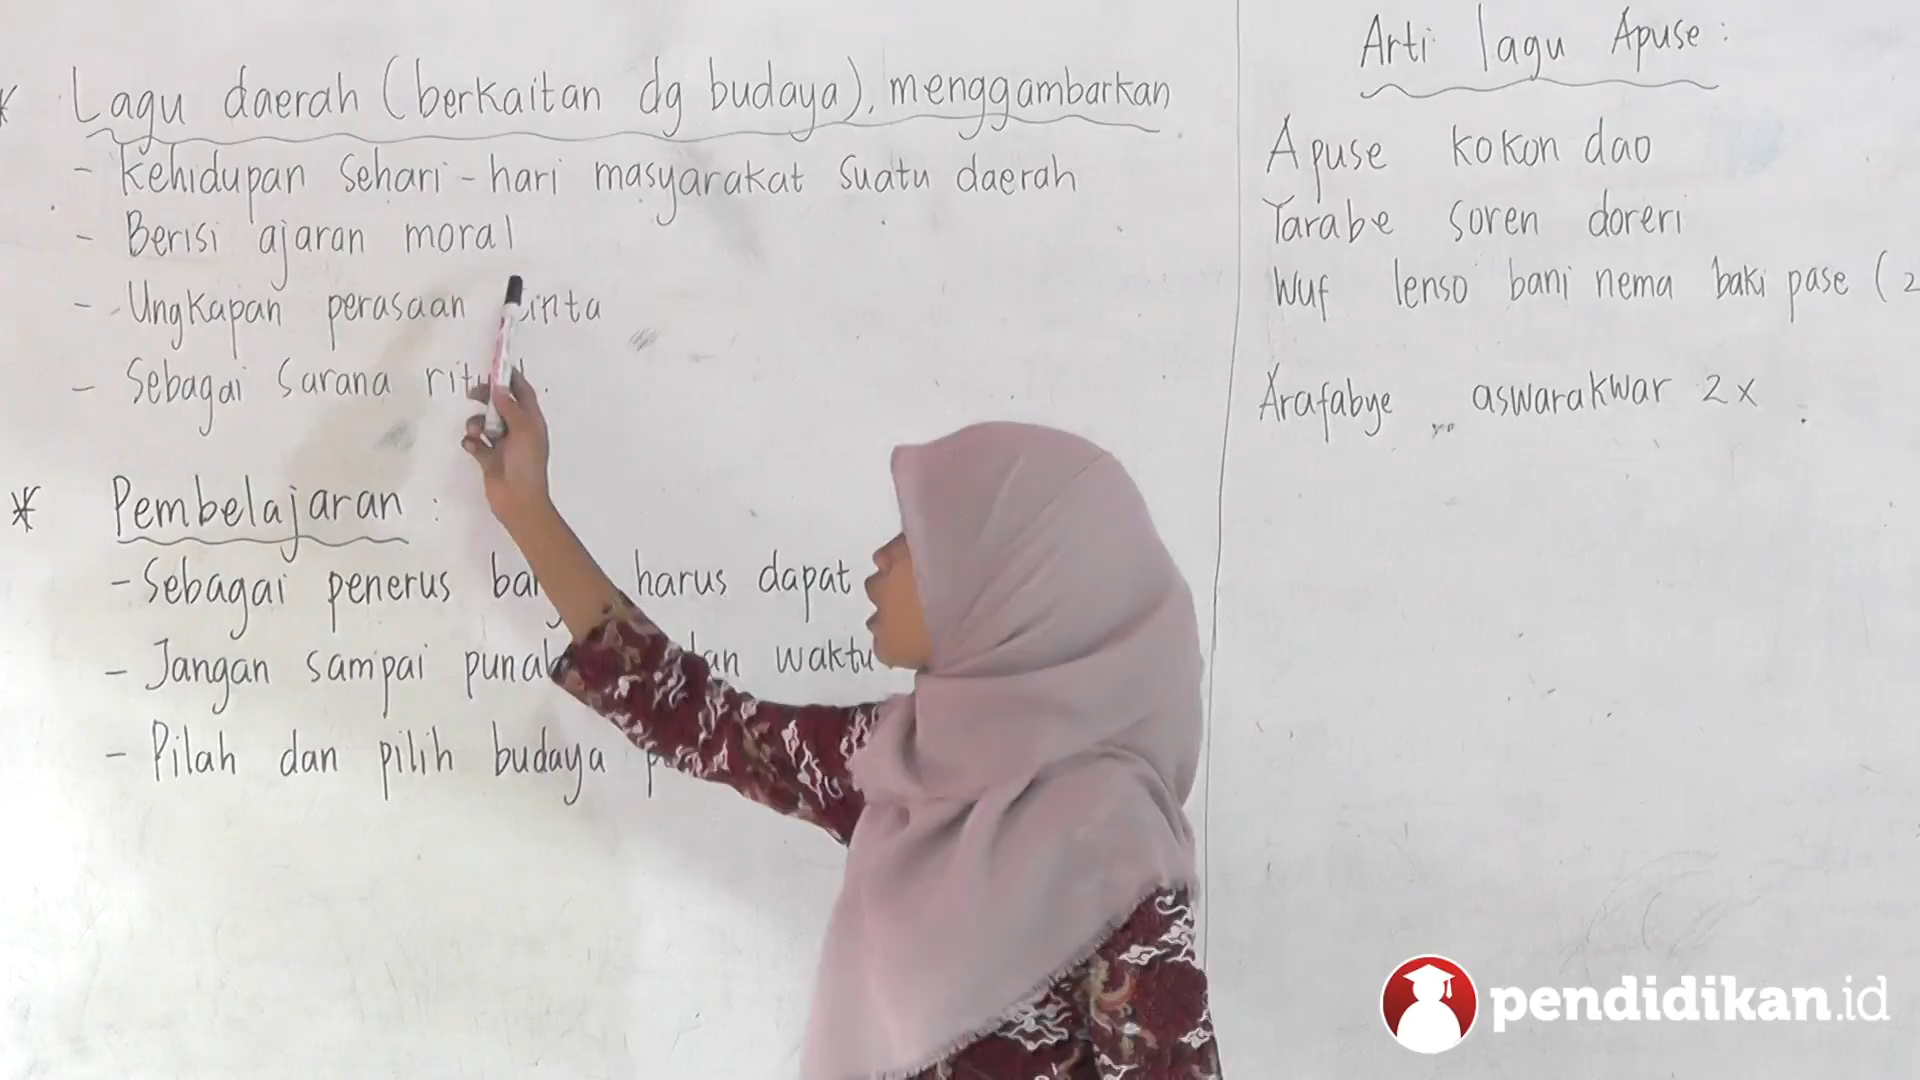 * Lagu daerah (berkaitan dg budaya), menggambarkan
- Kehidupan sehari-hari masyarakat suatu daerah
- Berisi ajaran moral
- Ungkapan perasaan
- Sebagai sarana
* Pembelajaran :
- Sebagai penerus harus dapat
- Jangan sampai waktu
- Pilah dan pilih budaya
Arti lagu Apuse :
Apuse kokon dao
Yarabe soren doreri
Wuf lenso bani nema baki pase (2
Arafabye aswarakwar 2x
pendidikan.id